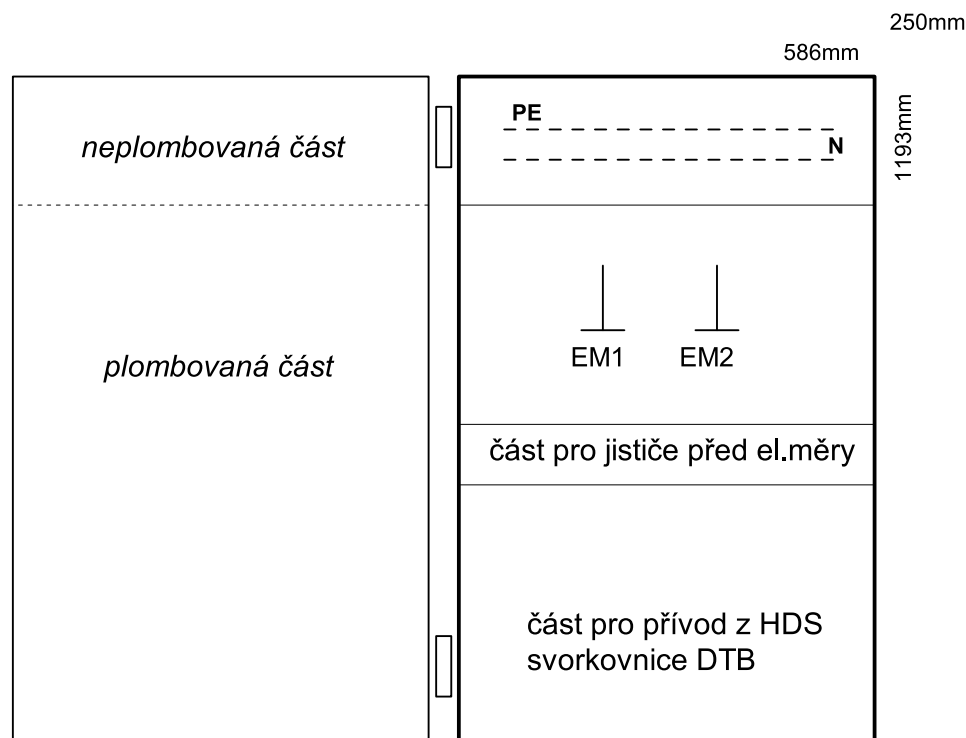 250mm
586mm
1193mm
neplombovaná část
PE
N
plombovaná část
EM1 EM2
část pro jističe před el.měry
část pro přívod z HDS
svorkovnice DTB